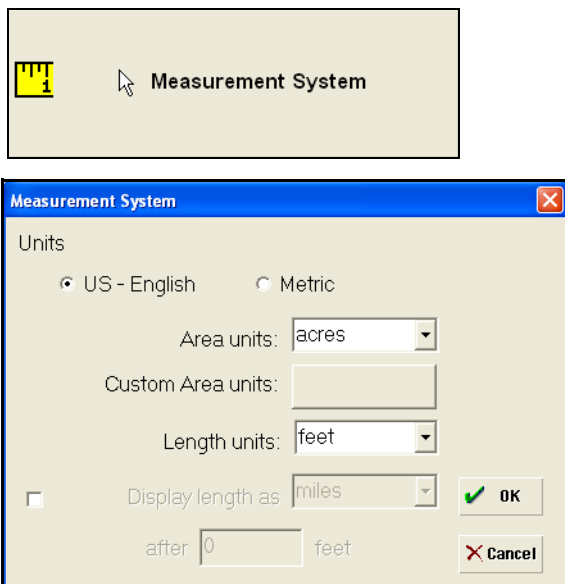 1
Measurement System
Measurement System
Units
US - English
Metric
Area units: acres
Custom Area units:
Length units: feet
Display length as miles
OK
after 0 feet
Cancel